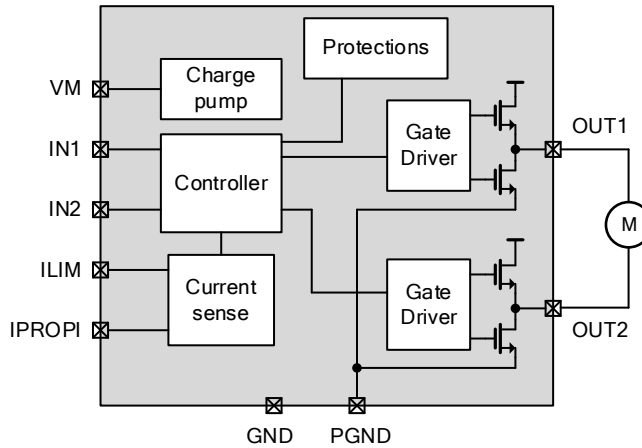 Protections
VM
Charge
pump
IN1
Controller
Gate
Driver
OUT1
IN2
M
ILIM
Current
sense
Gate
Driver
IPROPI
OUT2
GND
PGND